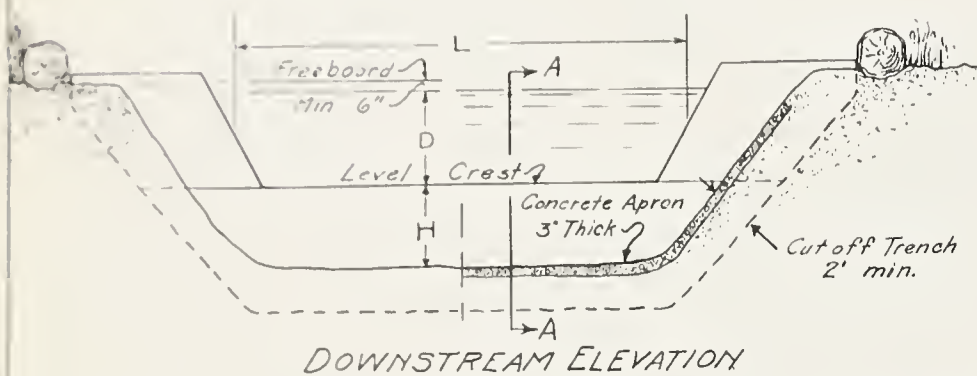 L
A
Freeboard
Min 6"
D
Level Crest
Concrete Apron
3" Thick
H
Cut off Trench
2' min.
A
DOWNSTREAM ELEVATION